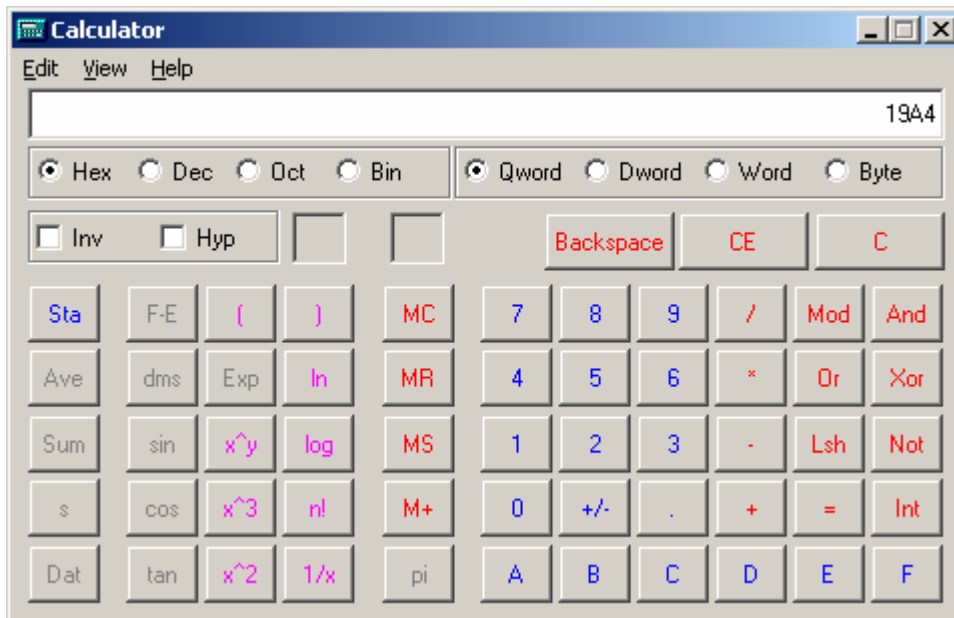 Calculator
Edit View Help
19A4
Hex Dec Oct Bin Qword Dword Word Byte
Inv Hyp Backspace CE C
Sta F-E ( ) MC 7 8 9 / Mod And
Ave dms Exp ln MR 4 5 6 * Or Xor
Sum sin x^y log MS 1 2 3 - Lsh Not
s cos x^3 n! M+ 0 +/- . + = Int
Dat tan x^2 1/x pi A B C D E F